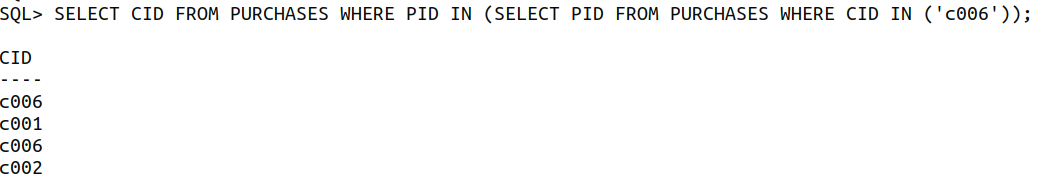 SQL> SELECT CID FROM PURCHASES WHERE PID IN (SELECT PID FROM PURCHASES WHERE CID IN ('c006'));
CID
----
c006
c001
c006
c002